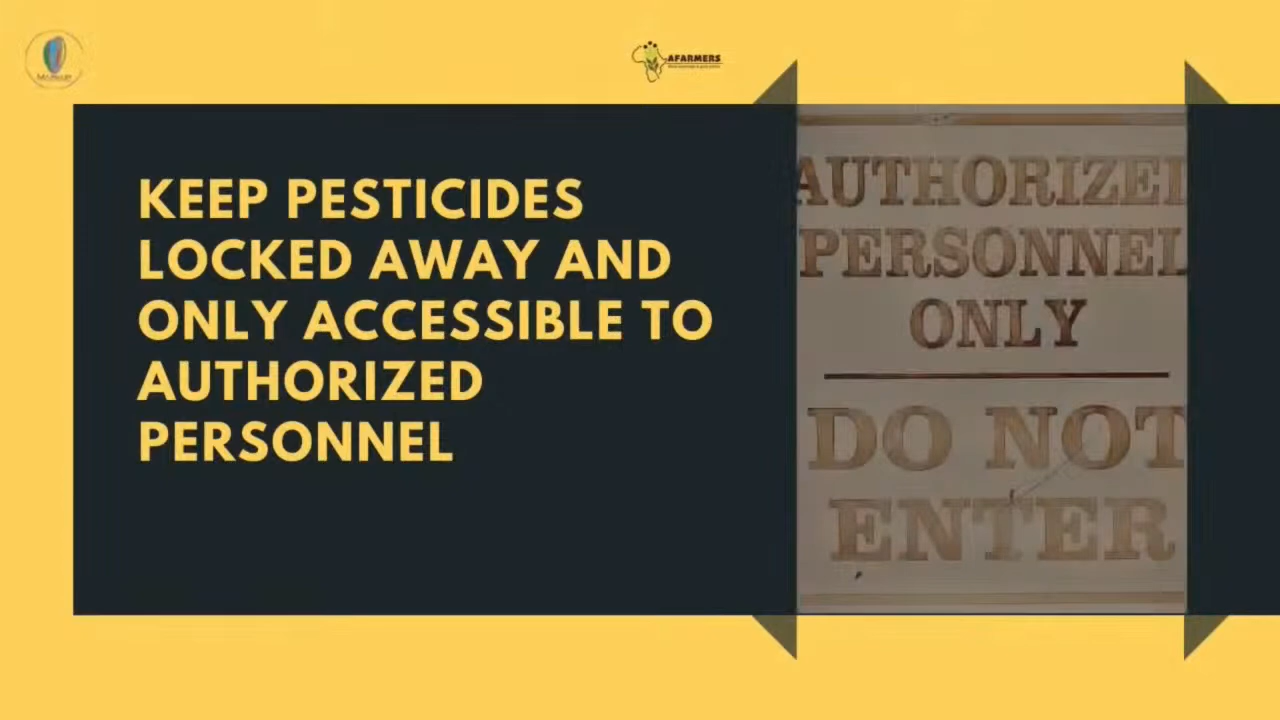 AFARMERS
KEEP PESTICIDES
LOCKED AWAY AND
ONLY ACCESSIBLE TO
AUTHORIZED
PERSONNEL
AUTHORIZED
PERSONNEL
ONLY
DO NOT
ENTER